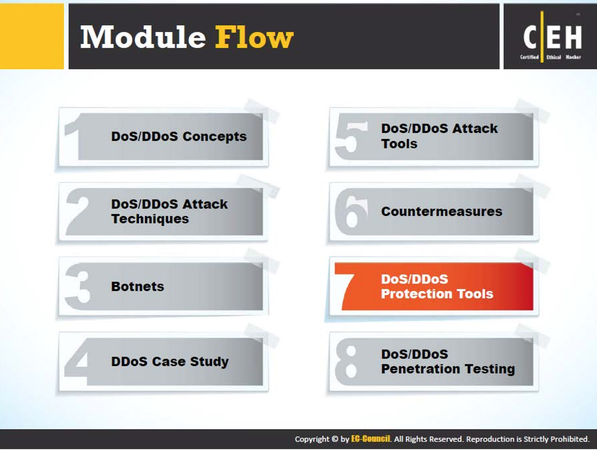 Module Flow
C|EH
Certified Ethical Hacker
1
DoS/DDoS Concepts
2
DoS/DDoS Attack
Techniques
3
Botnets
4
DDoS Case Study
5
DoS/DDoS Attack
Tools
6
Countermeasures
7
DoS/DDoS
Protection Tools
8
DoS/DDoS
Penetration Testing
Copyright © by EC-Council. All Rights Reserved. Reproduction is Strictly Prohibited.